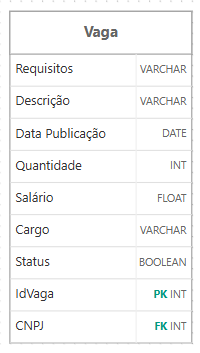 Vaga
Requisitos VARCHAR
Descrição VARCHAR
Data Publicação DATE
Quantidade INT
Salário FLOAT
Cargo VARCHAR
Status BOOLEAN
IdVaga PK INT
CNPJ FK INT